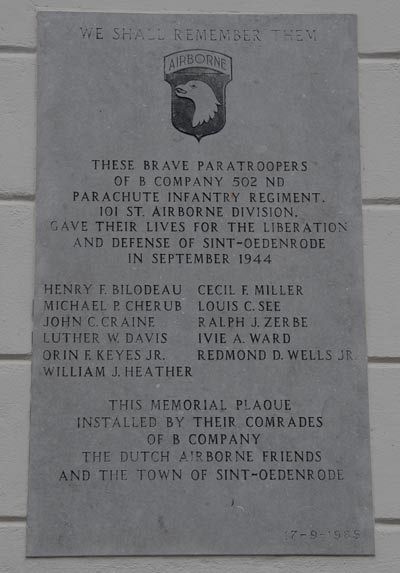 WE SHALL REMEMBER THEM
AIRBORNE
THESE BRAVE PARATROOPERS
OF B COMPANY 502 ND
PARACHUTE INFANTRY REGIMENT.
101 ST. AIRBORNE DIVISION.
GAVE THEIR LIVES FOR THE LIBERATION
AND DEFENSE OF SINT-OEDENRODE
IN SEPTEMBER 1944
HENRY F. BILODEAU
MICHAEL P. CHERUB
JOHN C. CRAINE
LUTHER W. DAVIS
ORIN F. KEYES JR.
WILLIAM J. HEATHER
CECIL F. MILLER
LOUIS C. SEE
RALPH J. ZERBE
IVIE A. WARD
REDMOND D. WELLS JR.
THIS MEMORIAL PLAQUE
INSTALLED BY THEIR COMRADES
OF B COMPANY
THE DUTCH AIRBORNE FRIENDS
AND THE TOWN OF SINT-OEDENRODE
17-9-1989